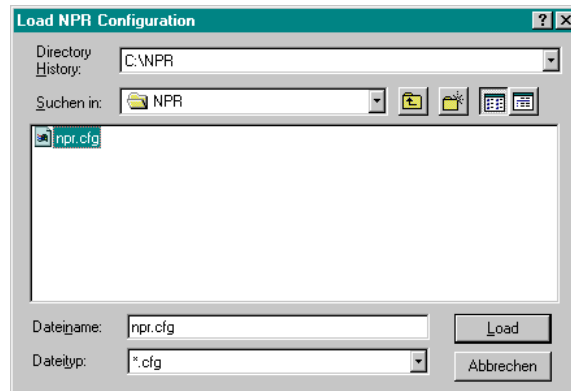 Load NPR Configuration
Directory
History:
C:\NPR
Suchen in:
NPR
npr.cfg
Dateiname:
npr.cfg
Load
Dateityp:
*.cfg
Abbrechen